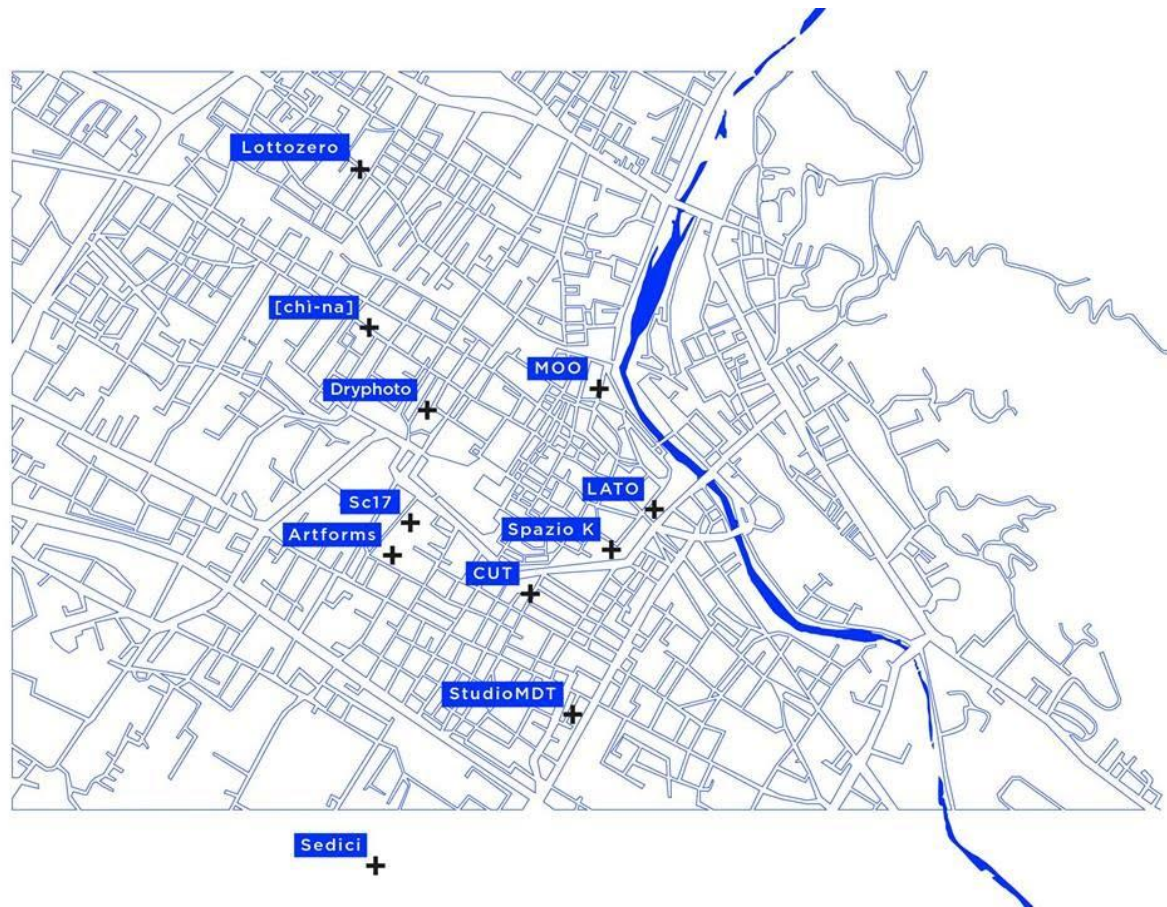 Lottozero
[chì-na]
MOO
Dryphoto
LATO
Sc17
Spazio K
Artforms
CUT
StudioMDT
Sedici